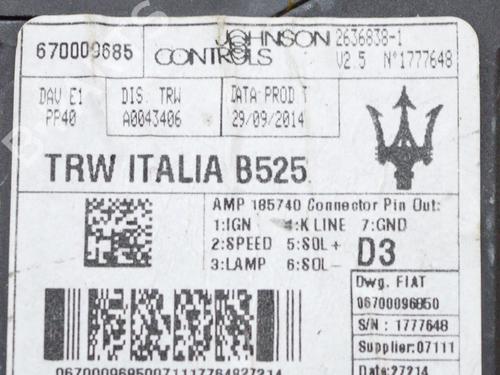 670009685
JOHNSON CONTROLS
2636838-1
V2.5 N°1777648
DAV E1
PP40
DIS. TRW
A0043406
DATA PROD T
29/09/2014
TRW ITALIA B525
AMP 185740 Connector Pin Out:
1:IGN 4:K LINE 7:GND
2:SPEED 5:SOL+ D3
3:LAMP 6:SOL-
Dwg. FIAT
06700096850
S/N : 1777648
Supplier:07111
Date:27214
067000968500711117764827214